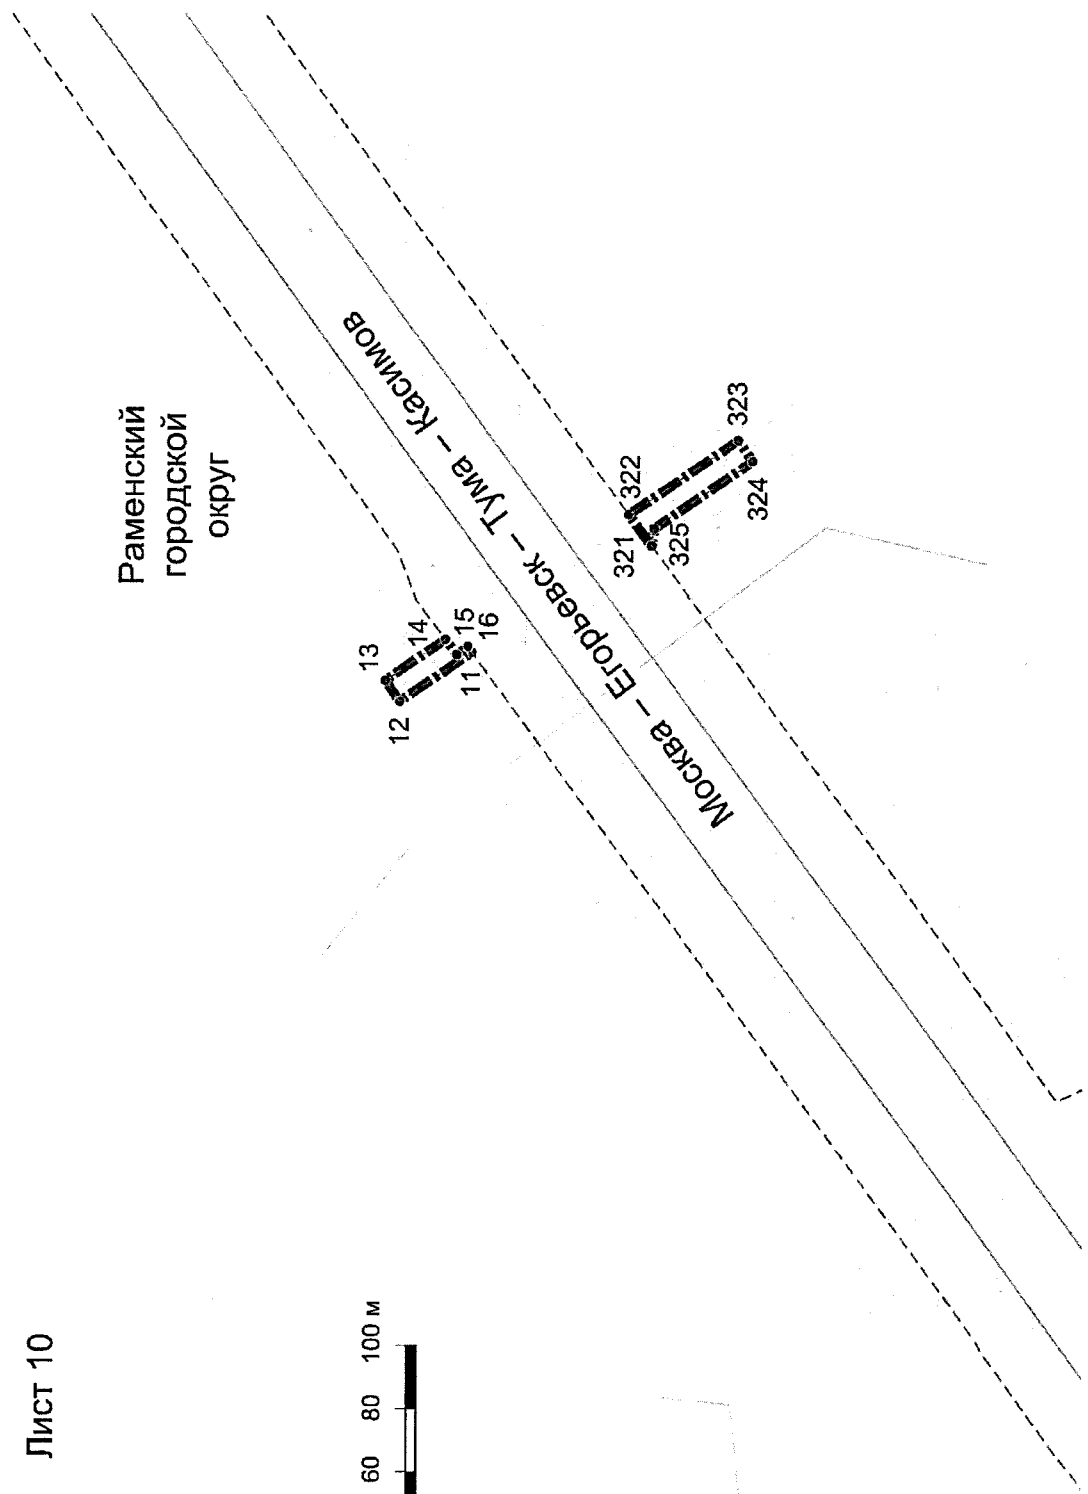 Лист 10
Раменский
городской
округ
Москва – Егорьевск – Тума – Касимов
12
13
14
15
16
11
321
322
323
324
325
60 80 100 м